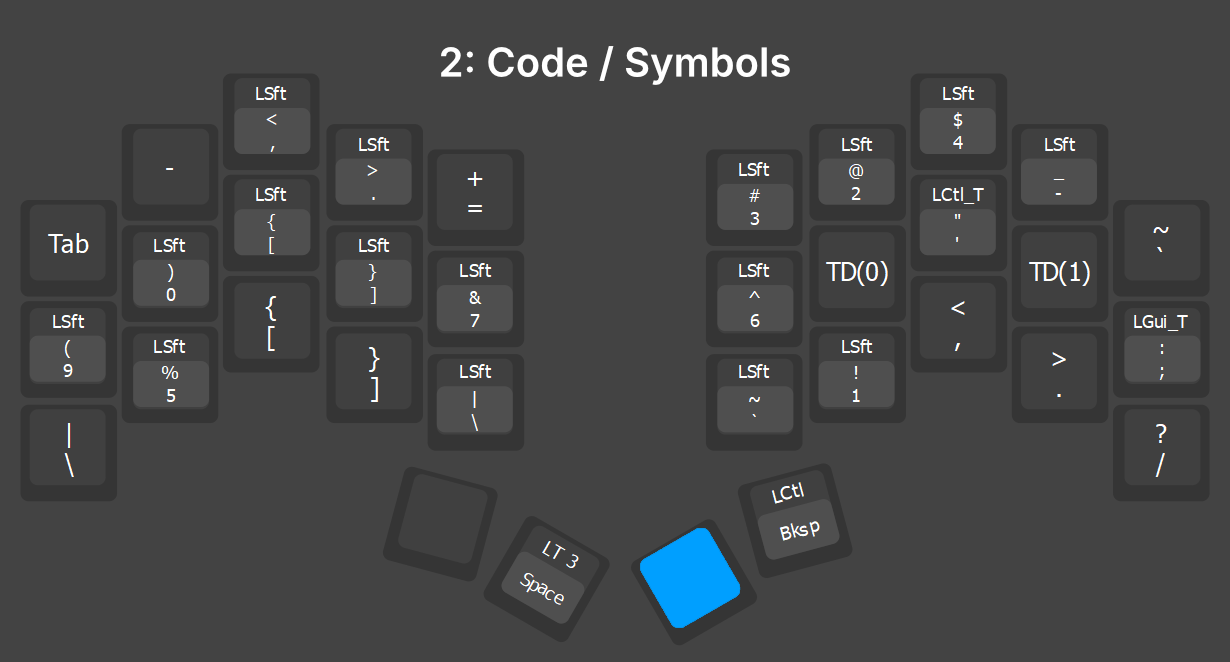 2: Code / Symbols
Tab
LSft
(
9
|
\
-
LSft
)
0
LSft
%
5
LSft
<
,
LSft
{
[
{
[
LSft
>
.
LSft
}
]
}
]
+
=
LSft
&
7
LSft
|
\
LT 3
Space
LSft
#
3
LSft
^
6
LSft
~
`
LSft
@
2
TD(0)
LSft
!
1
LSft
$
4
LCtl_T
"
'
<
,
LSft
_
-
TD(1)
>
.
~
`
LGui_T
:
;
?
/
LCtl
Bksp